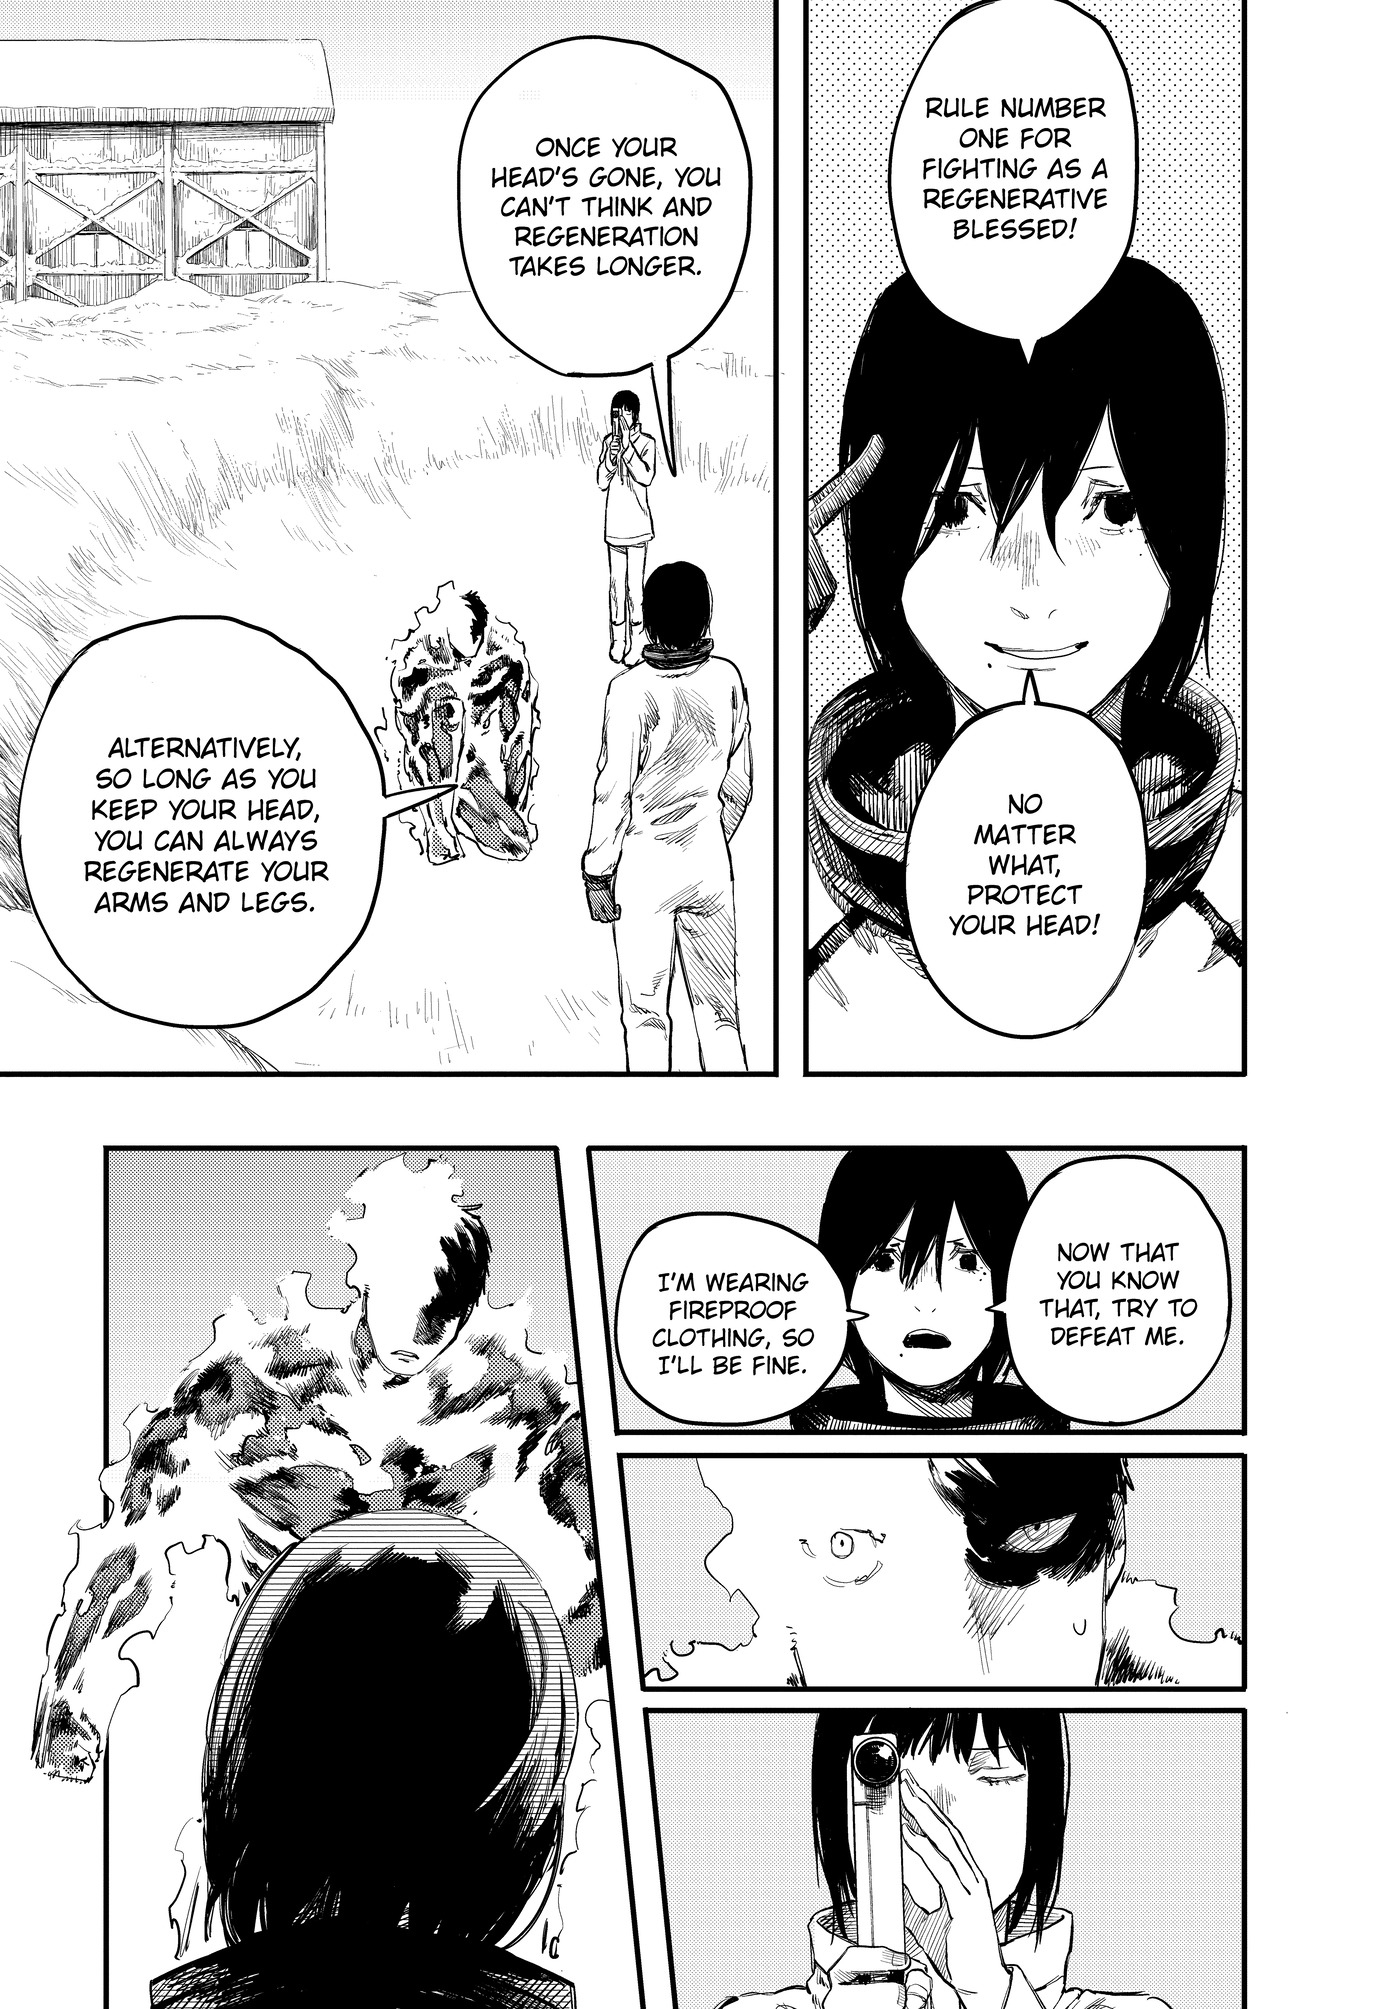 RULE NUMBER
ONE FOR
FIGHTING AS A
REGENERATIVE
BLESSED!
NO
MATTER
WHAT,
PROTECT
YOUR HEAD!
ONCE YOUR
HEAD'S GONE, YOU
CAN'T THINK AND
REGENERATION
TAKES LONGER.
ALTERNATIVELY,
SO LONG AS YOU
KEEP YOUR HEAD,
YOU CAN ALWAYS
REGENERATE YOUR
ARMS AND LEGS.
NOW THAT
YOU KNOW
THAT, TRY TO
DEFEAT ME.
I'M WEARING
FIREPROOF
CLOTHING, SO
I'LL BE FINE.